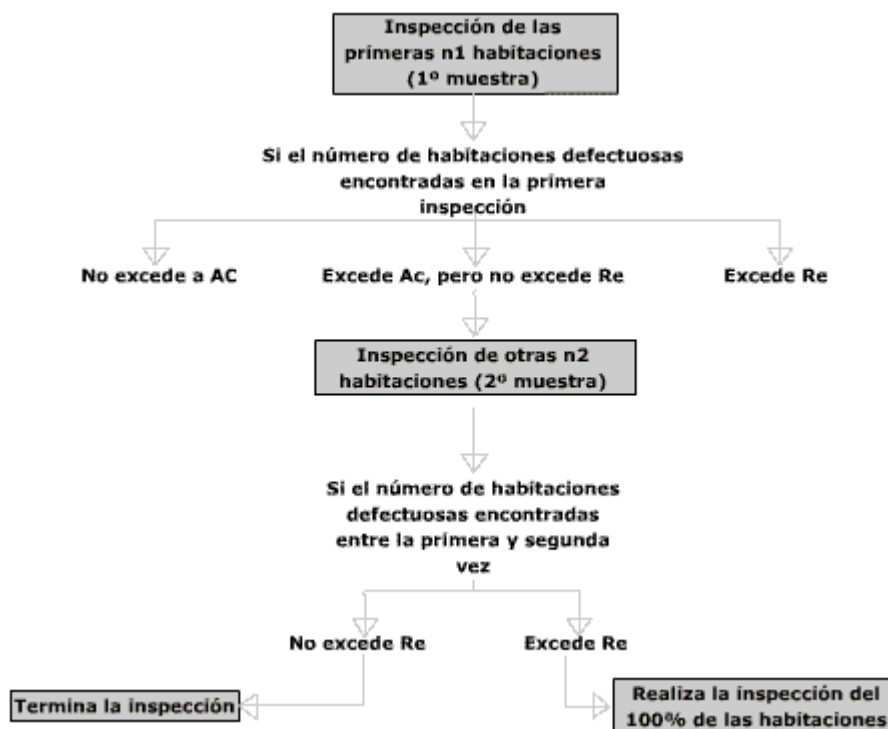 Inspección de las
primeras n1 habitaciones
(1º muestra)
Si el número de habitaciones defectuosas
encontradas en la primera
inspección
No excede a AC
Excede Ac, pero no excede Re
Excede Re
Inspección de otras n2
habitaciones (2º muestra)
Si el número de habitaciones
defectuosas encontradas
entre la primera y segunda
vez
No excede Re
Excede Re
Termina la inspección
Realiza la inspección del
100% de las habitaciones